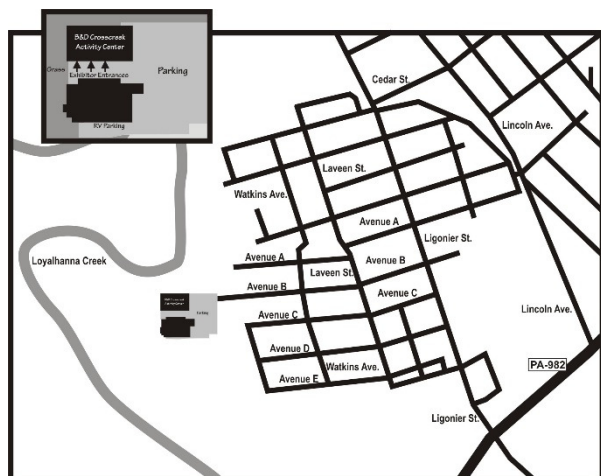 B&D Crosscreek
Activity Center
Grass
Exhibitor Entrances
Parking
RV Parking
Cedar St.
Lincoln Ave.
Laveen St.
Watkins Ave.
Avenue A
Ligonier St.
Loyalhanna Creek
Avenue A
Laveen St.
Avenue B
Avenue B
Avenue C
Avenue C
Lincoln Ave.
Avenue D
Watkins Ave.
PA-982
Avenue E
Ligonier St.